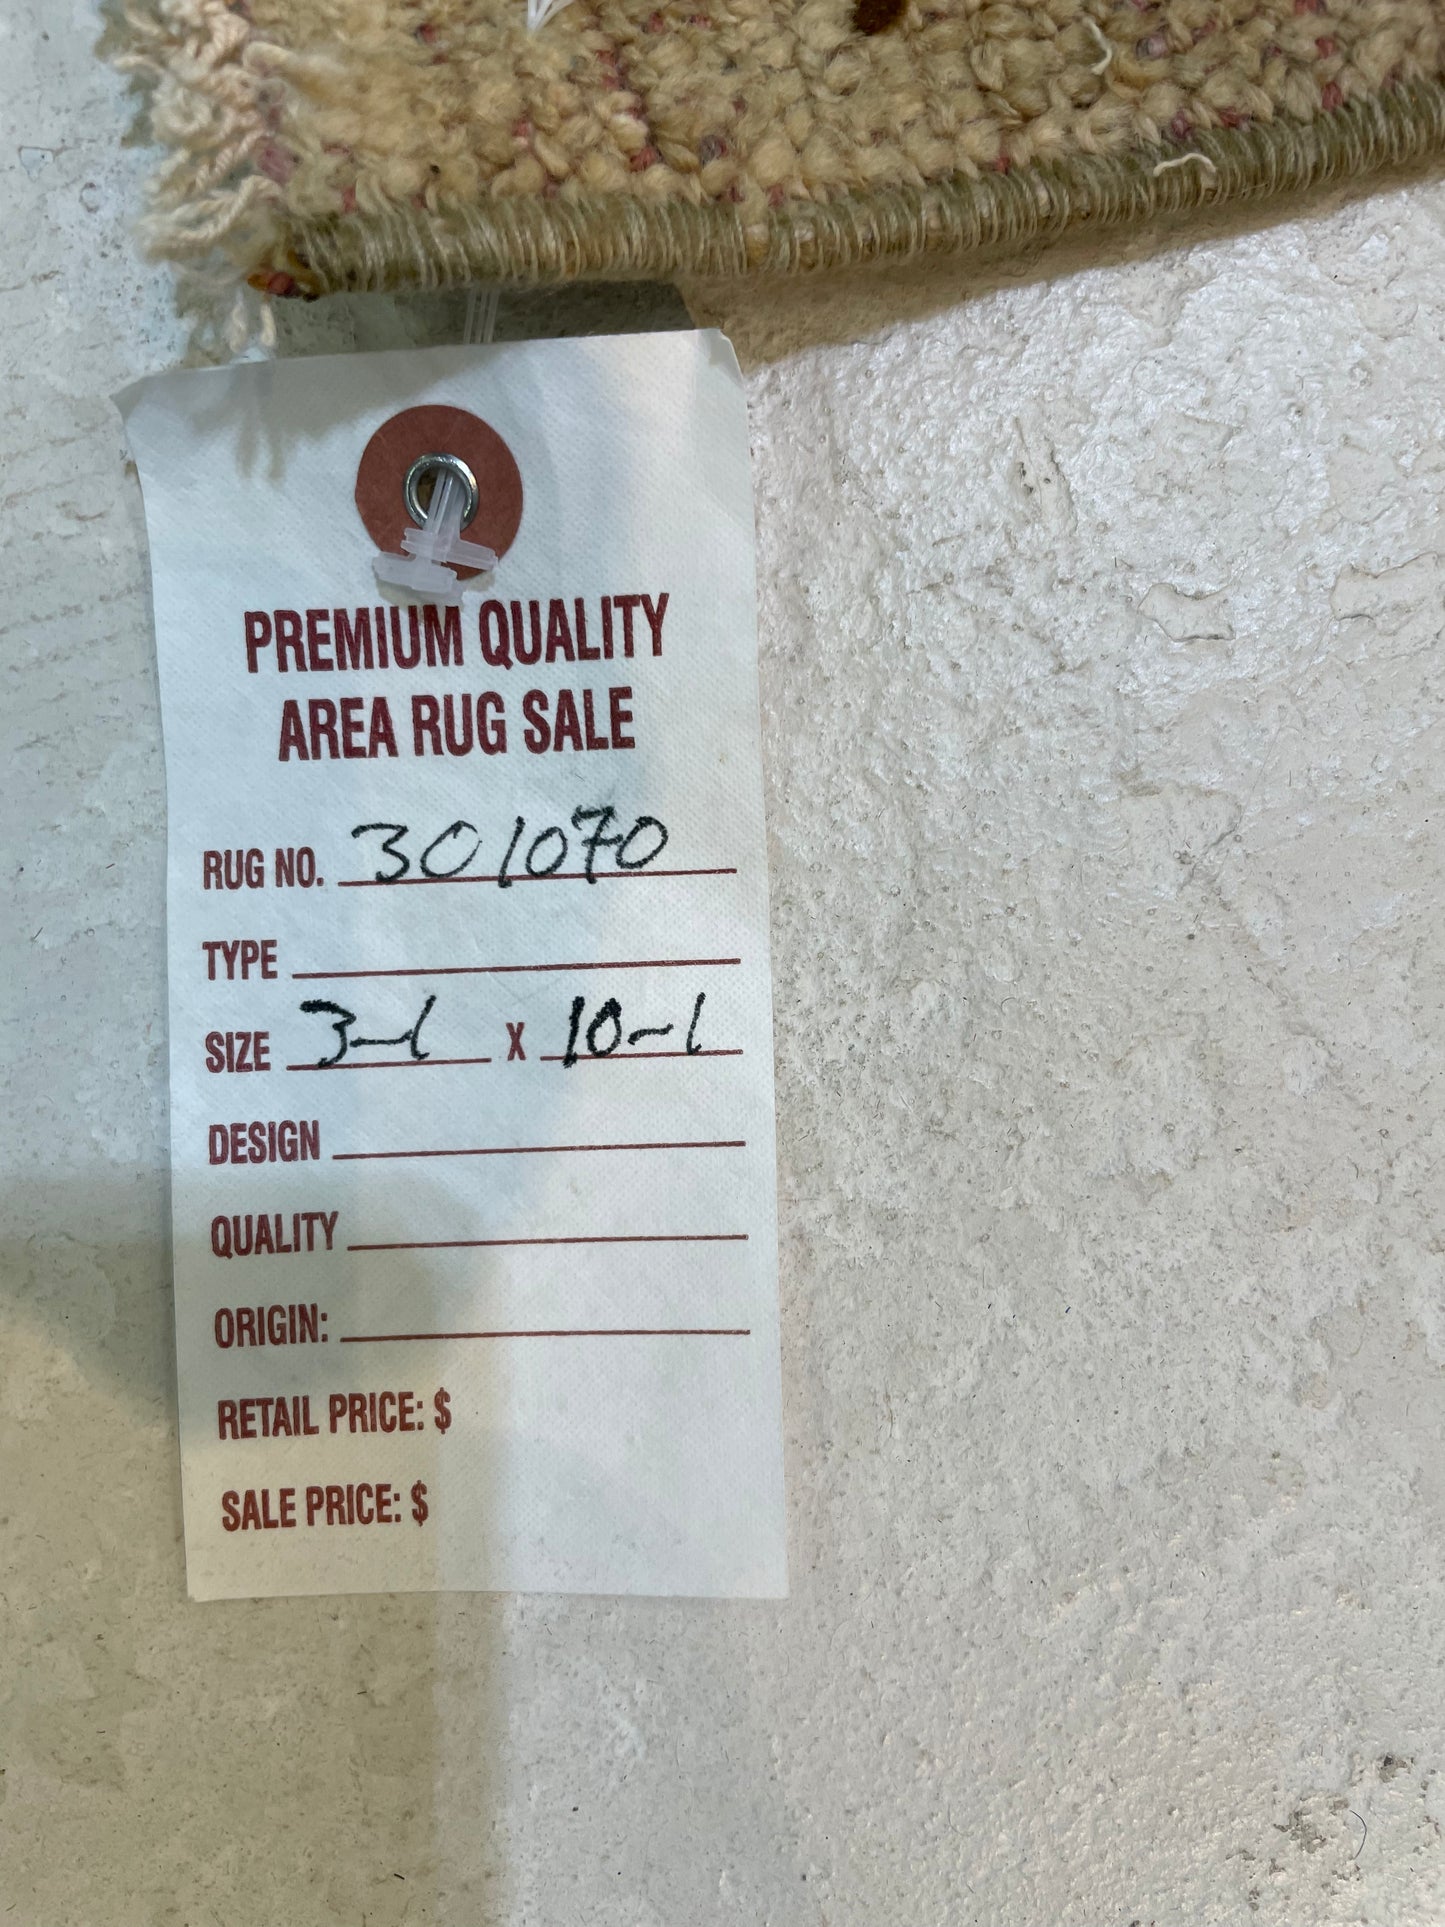 PREMIUM QUALITY
AREA RUG SALE
RUG NO. 301070
TYPE
SIZE 3-1 X 10-1
DESIGN
QUALITY
ORIGIN:
RETAIL PRICE: $
SALE PRICE: $